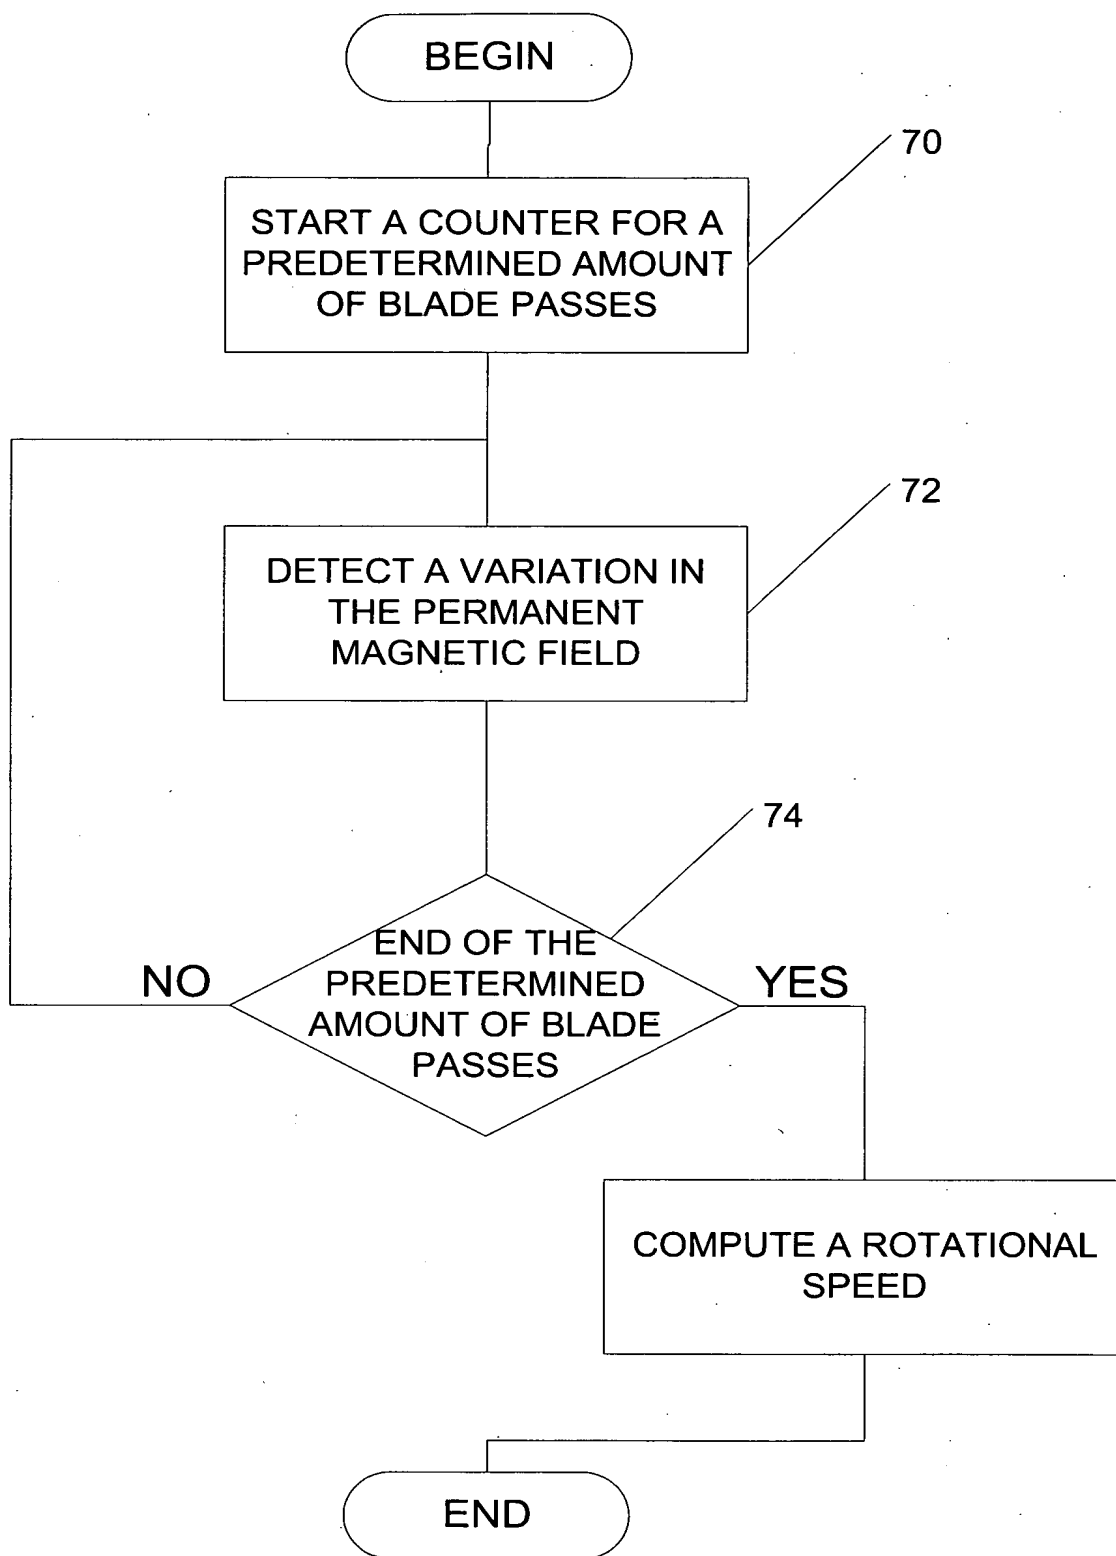 BEGIN
70
START A COUNTER FOR A
PREDETERMINED AMOUNT
OF BLADE PASSES
72
DETECT A VARIATION IN
THE PERMANENT
MAGNETIC FIELD
74
END OF THE
PREDETERMINED
AMOUNT OF BLADE
PASSES
NO
YES
COMPUTE A ROTATIONAL
SPEED
END